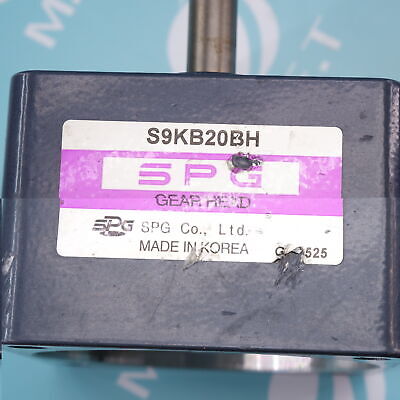 S9KB20BH
SPG
GEAR HEAD
SPG SPG Co., Ltd.
MADE IN KOREA